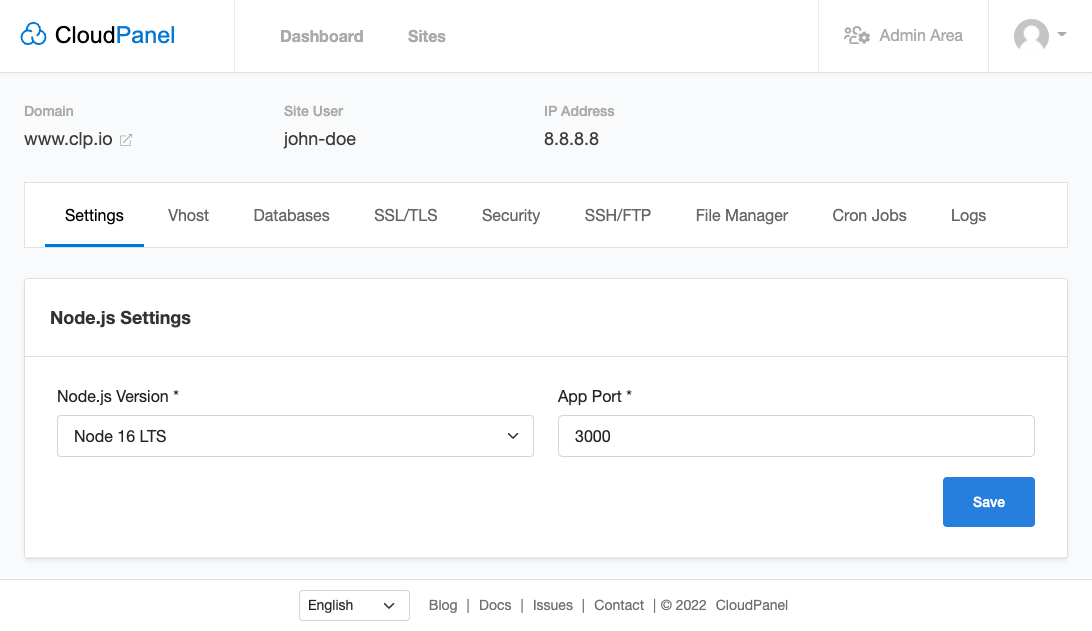 CloudPanel Dashboard Sites Admin Area
Domain Site User IP Address
www.clp.io john-doe 8.8.8.8
Settings Vhost Databases SSL/TLS Security SSH/FTP File Manager Cron Jobs Logs
Node.js Settings
Node.js Version * App Port *
Node 16 LTS 3000
Save
English Blog | Docs | Issues | Contact | © 2022 CloudPanel